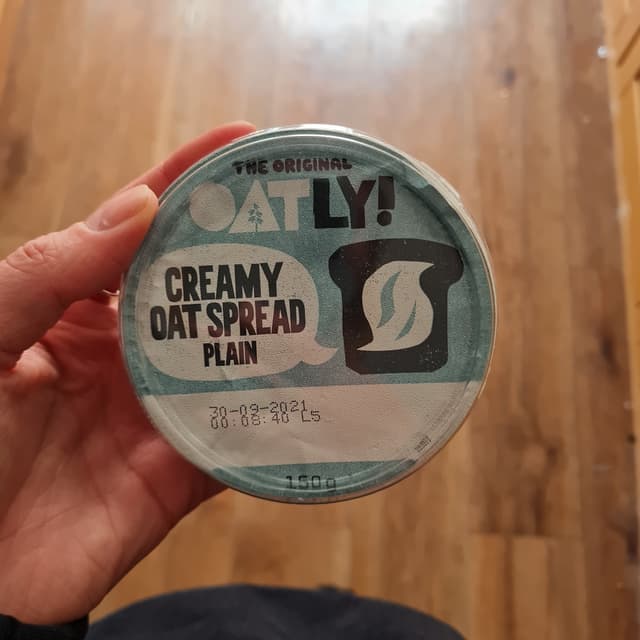 THE ORIGINAL
OATLY!
CREAMY
OAT SPREAD
PLAIN
30-09-2021
00:08:40 L5
150g